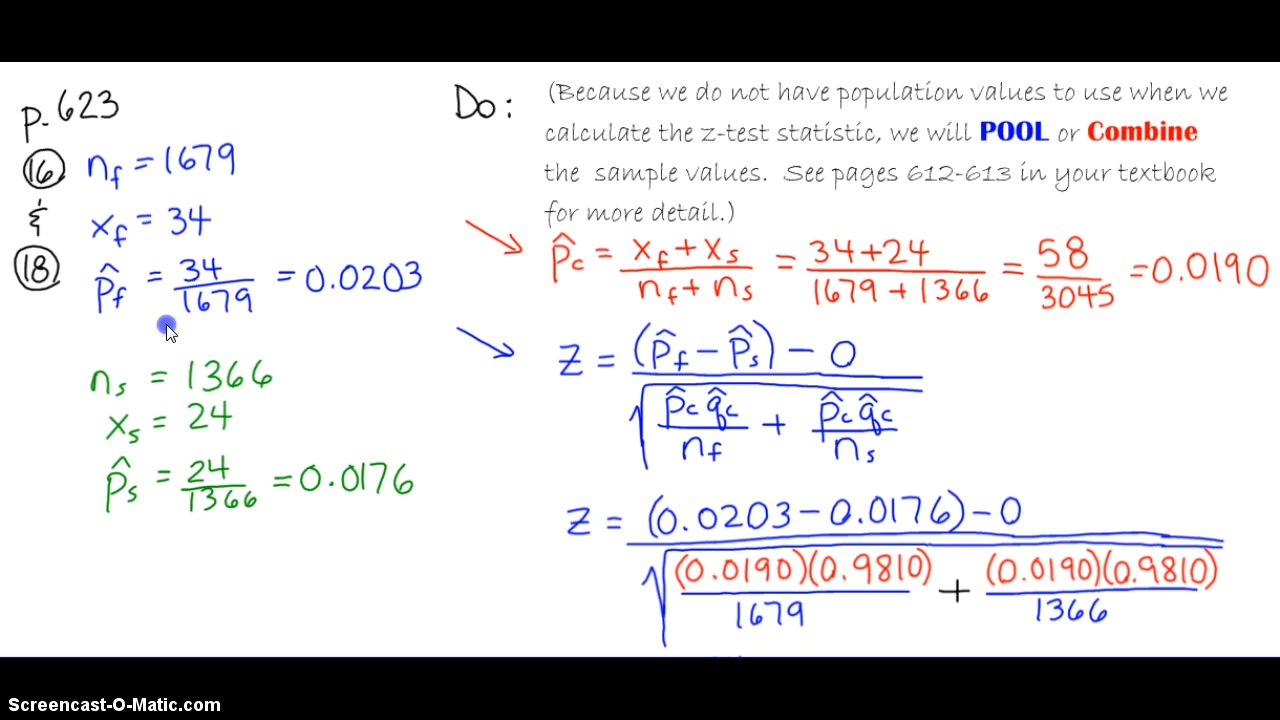 p. 623
16
&
18
n_f = 1679
x_f = 34
p̂_f = 34/1679 = 0.0203
n_s = 1366
x_s = 24
p̂_s = 24/1366 = 0.0176
Do:
(Because we do not have population values to use when we
calculate the z-test statistic, we will POOL or Combine
the sample values. See pages 612-613 in your textbook
for more detail.)
p̂_c = (x_f + x_s)/(n_f + n_s) = (34+24)/(1679+1366) = 58/3045 = 0.0190
z = ((p̂_f − p̂_s) − 0)/√(p̂_c q̂_c/n_f + p̂_c q̂_c/n_s)
z = ((0.0203 − 0.0176) − 0)/√((0.0190)(0.9810)/1679 + (0.0190)(0.9810)/1366)
Screencast-O-Matic.com